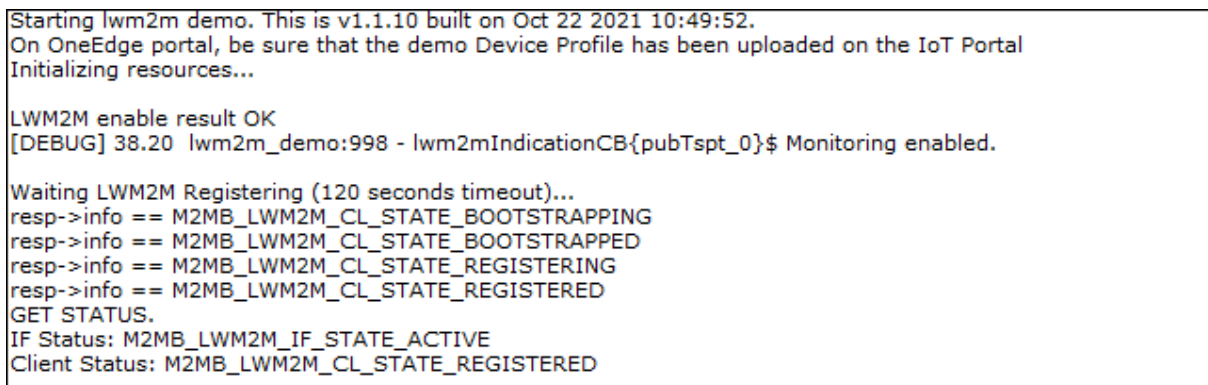 Starting lwm2m demo. This is v1.1.10 built on Oct 22 2021 10:49:52.
On OneEdge portal, be sure that the demo Device Profile has been uploaded on the IoT Portal
Initializing resources...
LWM2M enable result OK
[DEBUG] 38.20  lwm2m_demo:998 - lwm2mIndicationCB{pubTspt_0}$ Monitoring enabled.
Waiting LWM2M Registering (120 seconds timeout)...
resp->info == M2MB_LWM2M_CL_STATE_BOOTSTRAPPING
resp->info == M2MB_LWM2M_CL_STATE_BOOTSTRAPPED
resp->info == M2MB_LWM2M_CL_STATE_REGISTERING
resp->info == M2MB_LWM2M_CL_STATE_REGISTERED
GET STATUS.
IF Status: M2MB_LWM2M_IF_STATE_ACTIVE
Client Status: M2MB_LWM2M_CL_STATE_REGISTERED